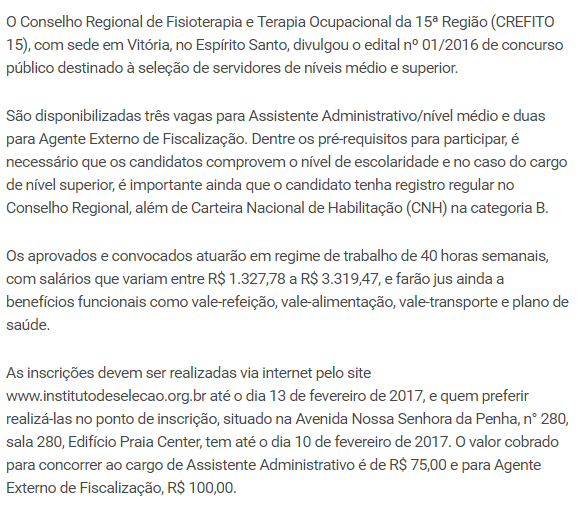 O Conselho Regional de Fisioterapia e Terapia Ocupacional da 15ª Região (CREFITO
15), com sede em Vitória, no Espírito Santo, divulgou o edital nº 01/2016 de concurso
público destinado à seleção de servidores de níveis médio e superior.
São disponibilizadas três vagas para Assistente Administrativo/nível médio e duas
para Agente Externo de Fiscalização. Dentre os pré-requisitos para participar, é
necessário que os candidatos comprovem o nível de escolaridade e no caso do cargo
de nível superior, é importante ainda que o candidato tenha registro regular no
Conselho Regional, além de Carteira Nacional de Habilitação (CNH) na categoria B.
Os aprovados e convocados atuarão em regime de trabalho de 40 horas semanais,
com salários que variam entre R$ 1.327,78 a R$ 3.319,47, e farão jus ainda a
benefícios funcionais como vale-refeição, vale-alimentação, vale-transporte e plano de
saúde.
As inscrições devem ser realizadas via internet pelo site
www.institutodeselecao.org.br até o dia 13 de fevereiro de 2017, e quem preferir
realizá-las no ponto de inscrição, situado na Avenida Nossa Senhora da Penha, n° 280,
sala 280, Edifício Praia Center, tem até o dia 10 de fevereiro de 2017. O valor cobrado
para concorrer ao cargo de Assistente Administrativo é de R$ 75,00 e para Agente
Externo de Fiscalização, R$ 100,00.